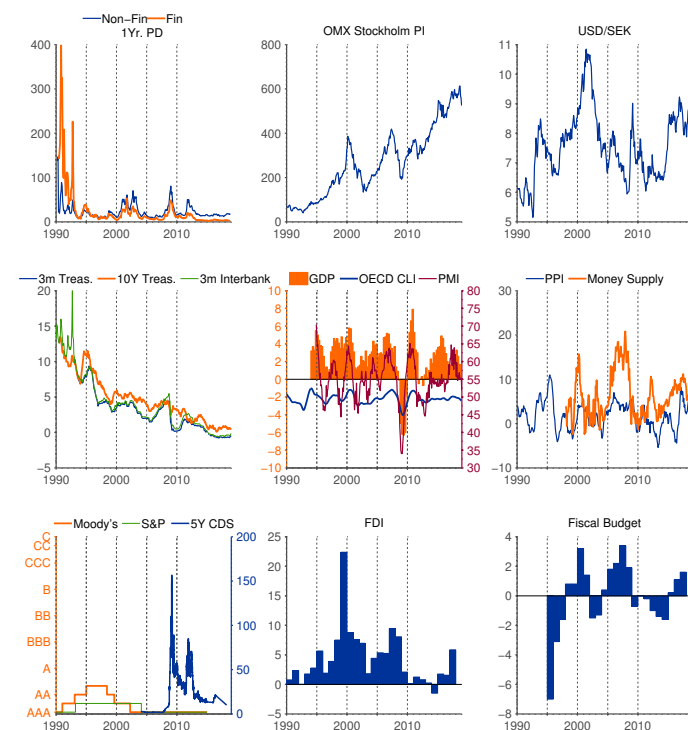 Non−Fin Fin
1Yr. PD
OMX Stockholm PI
USD/SEK
400
300
200
100
0
1990 2000 2010
800
600
400
200
0
1990 2000 2010
11
10
9
8
7
6
5
1990 2000 2010
3m Treas. 10Y Treas. 3m Interbank
GDP OECD CLI PMI
PPI Money Supply
20
15
10
5
0
−5
1990 2000 2010
10
8
6
4
2
0
−2
−4
−6
−8
−10
80
75
70
65
60
55
50
45
40
35
30
1990 2000 2010
30
20
10
0
−10
1990 2000 2010
Moody's S&P 5Y CDS
FDI
Fiscal Budget
C
CC
CCC
B
BB
BBB
A
AA
AAA
200
150
100
50
0
1990 2000 2010
25
20
15
10
5
0
−5
1990 2000 2010
4
2
0
−2
−4
−6
−8
1990 2000 2010